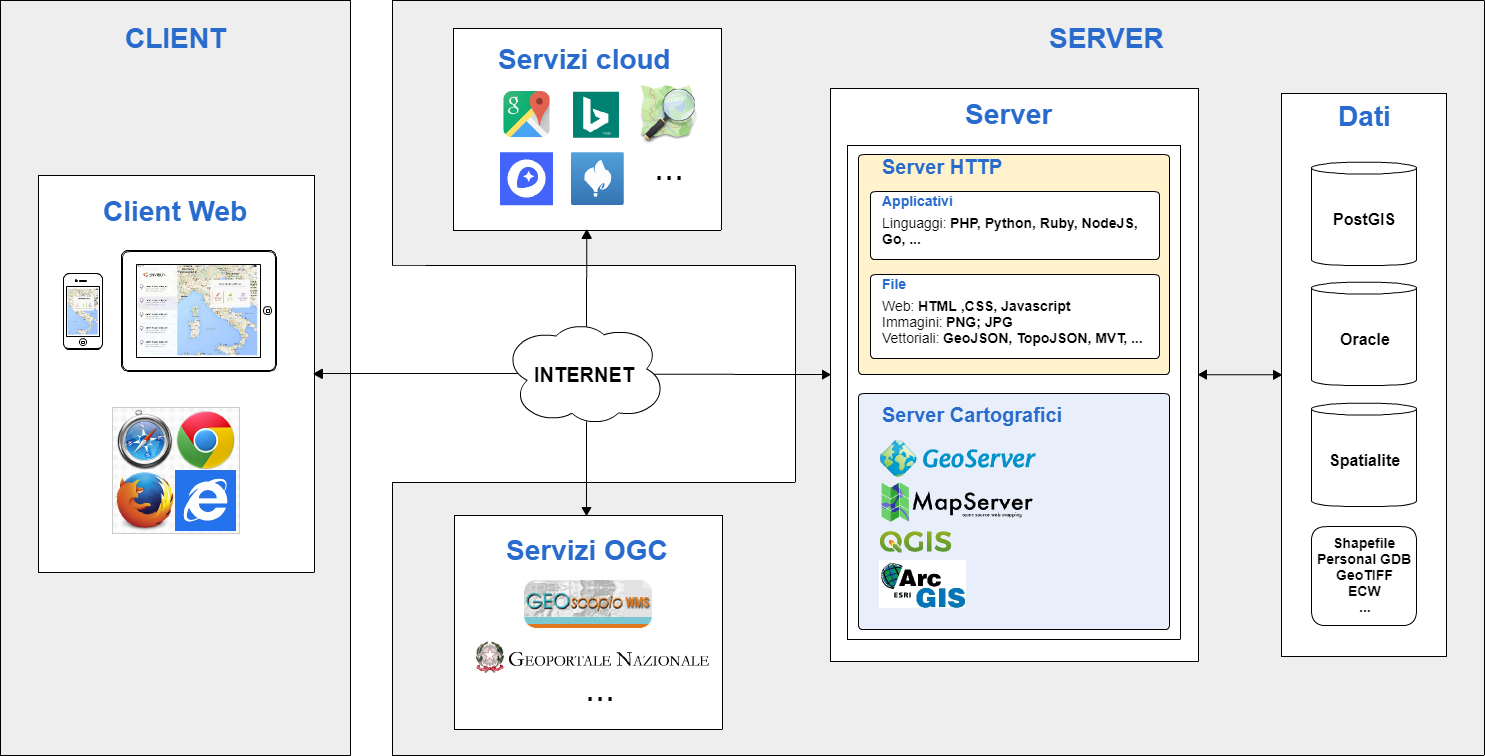 CLIENT
Client Web
SERVER
Servizi cloud
...
INTERNET
Servizi OGC
GEOscopio WMS
GEOPORTALE NAZIONALE
...
Server
Server HTTP
Applicativi
Linguaggi: PHP, Python, Ruby, NodeJS,
Go, ...
File
Web: HTML ,CSS, Javascript
Immagini: PNG; JPG
Vettoriali: GeoJSON, TopoJSON, MVT, ...
Server Cartografici
GeoServer
MapServer
open source web mapping
QGIS
Arc
ESRI GIS
Dati
PostGIS
Oracle
Spatialite
Shapefile
Personal GDB
GeoTIFF
ECW
...